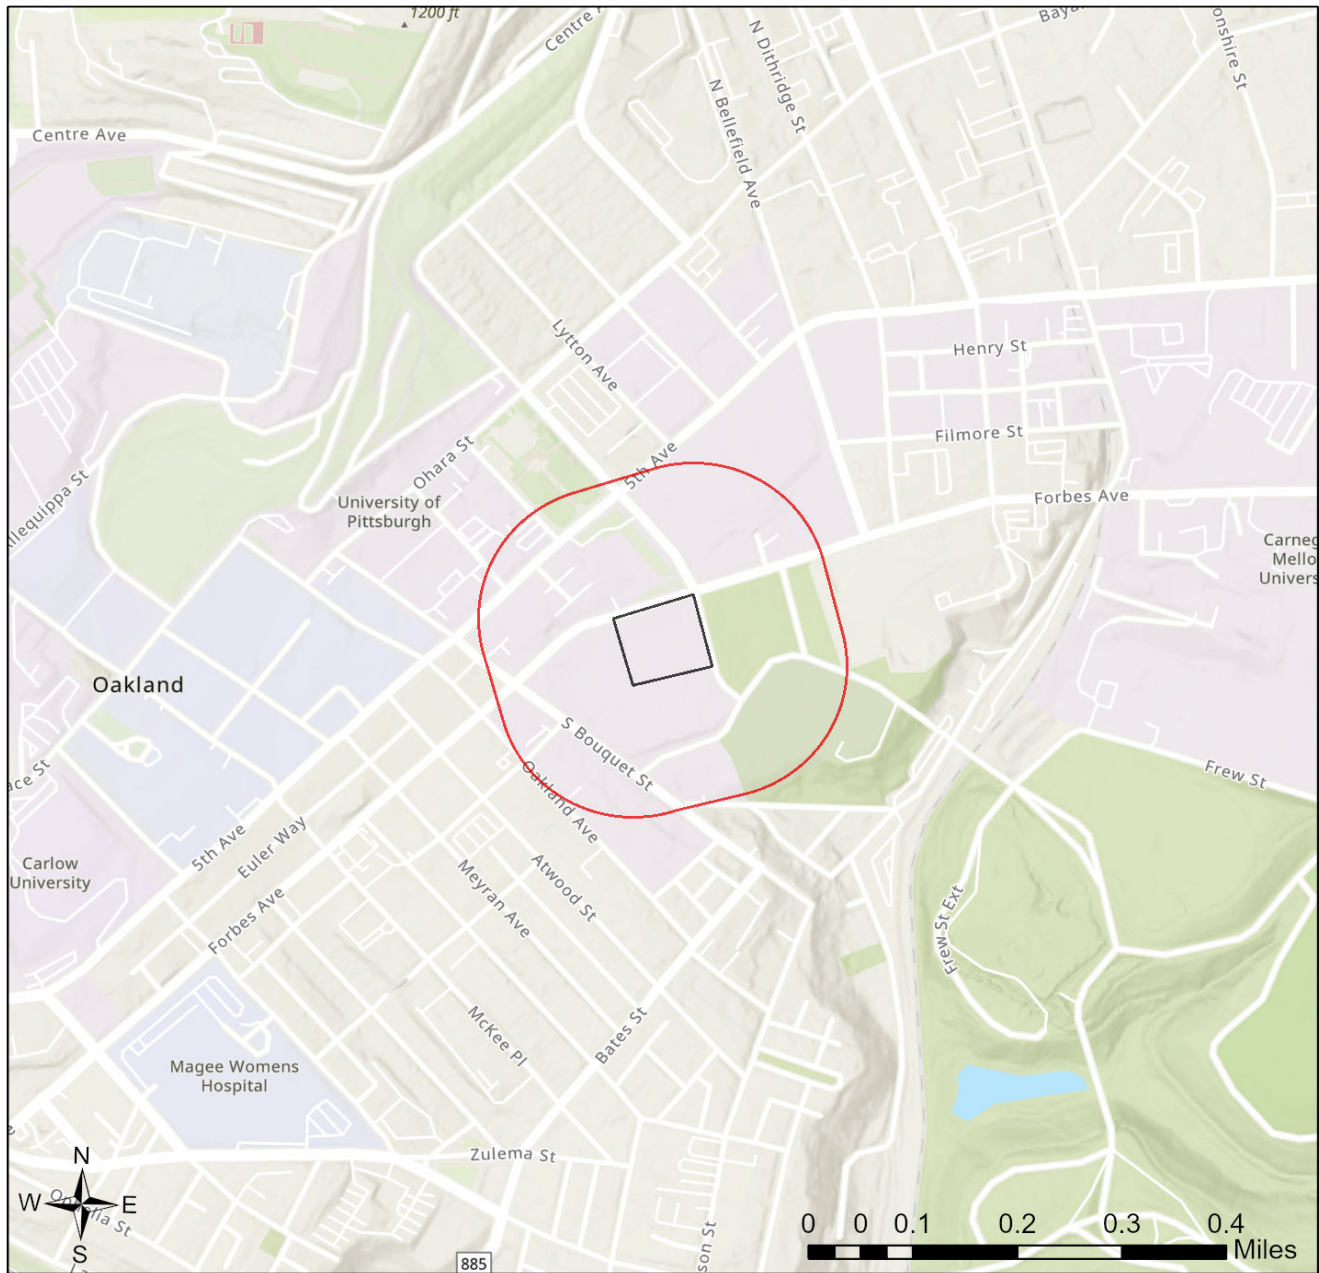 1200 ft
Centre
N Dithridge St
N Bellefield Ave
Centre Ave
Lytton Ave
Henry St
Ohara St
5th Ave
Filmore St
University of
Pittsburgh
Forbes Ave
Carneg
Mello
Univers
Oakland
S Bouquet St
Oakland Ave
Frew St
5th Ave
Euler Way
Carlow
University
Meyran Ave
Atwood St
Forbes Ave
Frew St Ext
McKee Pl
Bates St
Magee Womens
Hospital
Zulema St
N
W E
S
885
son St
0 0 0.1 0.2 0.3 0.4
Miles